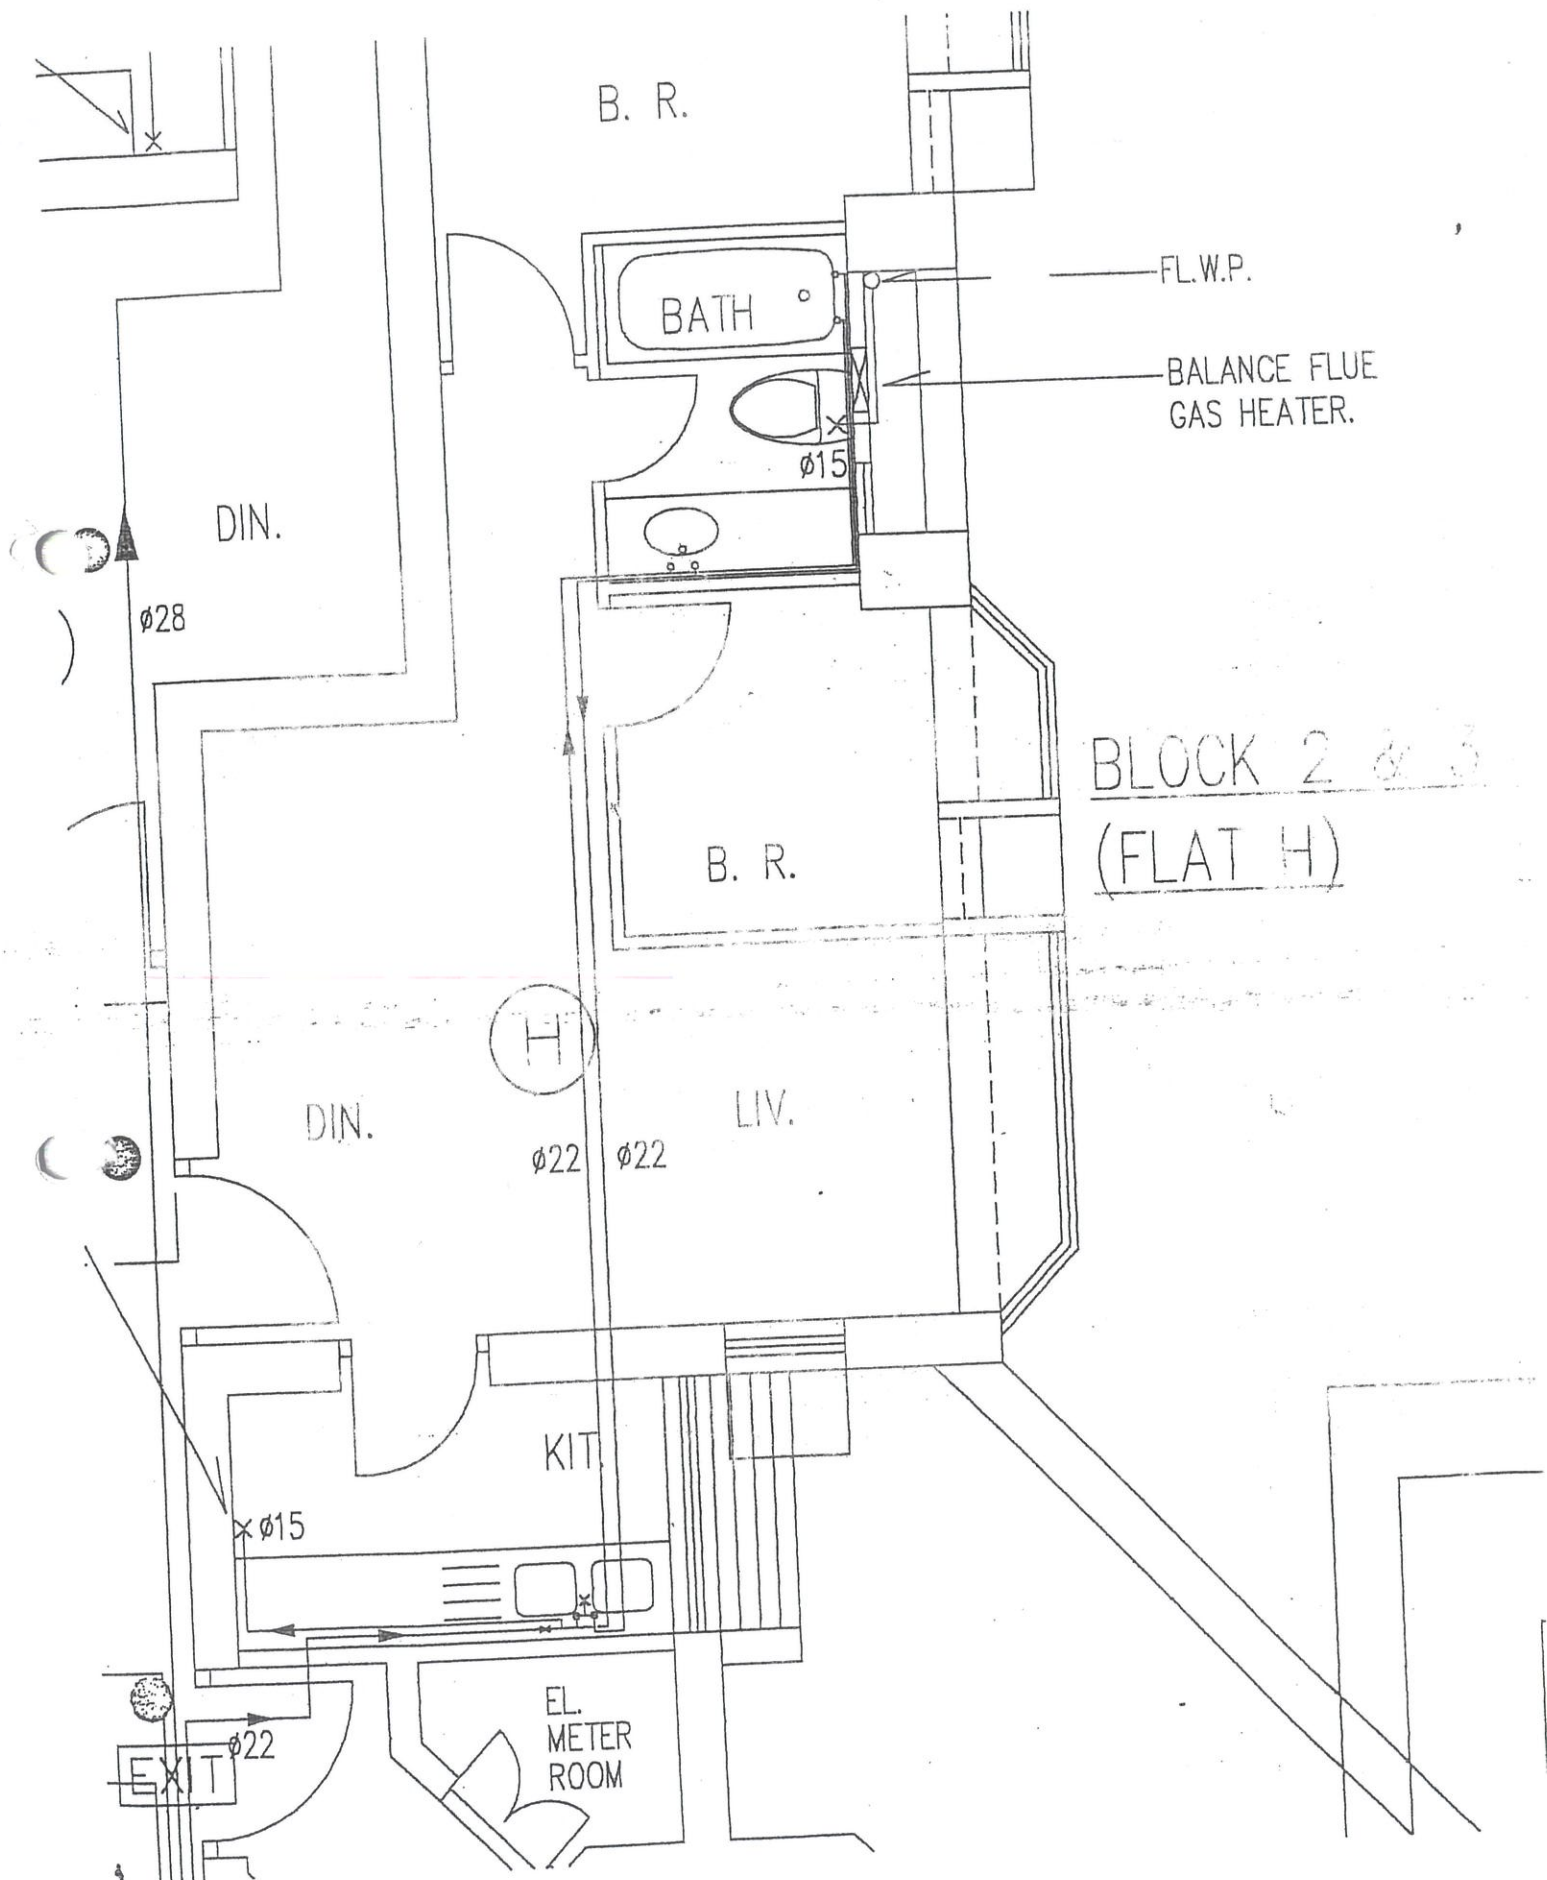 B. R.
FL.W.P.
BATH
BALANCE FLUE
GAS HEATER.
ø15
DIN.
ø28
BLOCK 2 & 3
(FLAT H)
B. R.
H
DIN.
LIV.
ø22
ø22
KIT.
ø15
EL.
METER
ROOM
ø22
EXIT